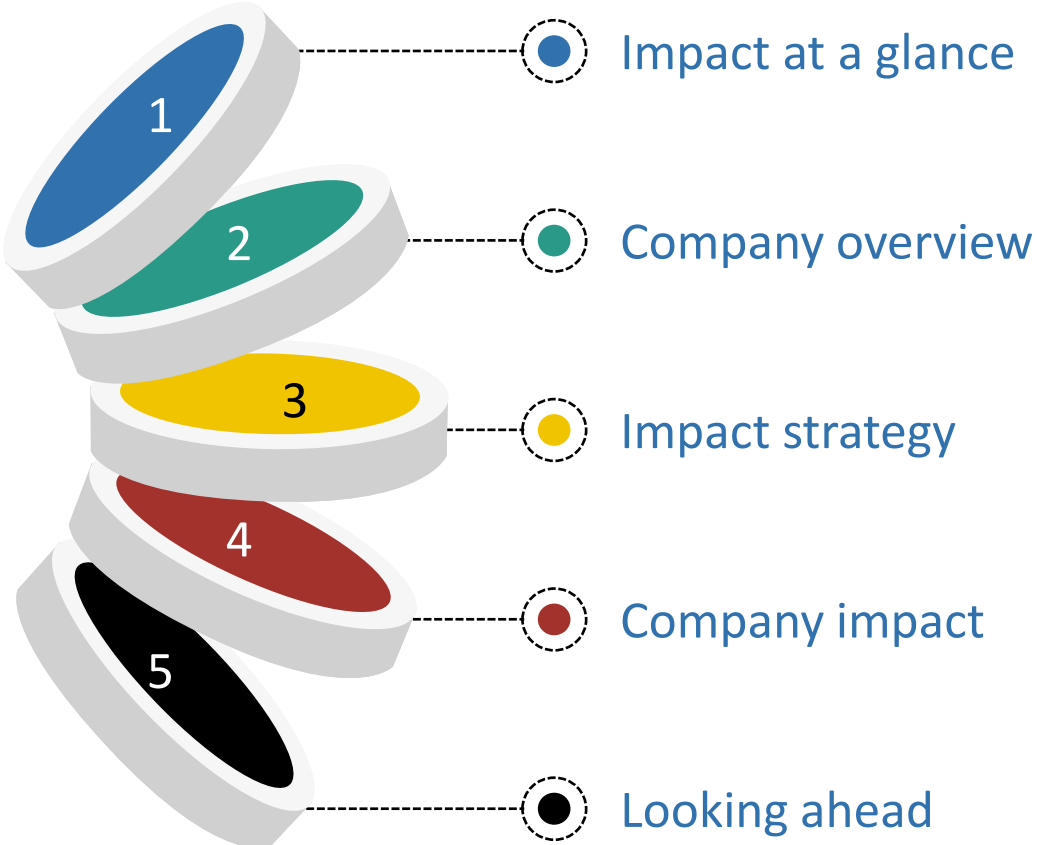 1 Impact at a glance
2 Company overview
3 Impact strategy
4 Company impact
5 Looking ahead